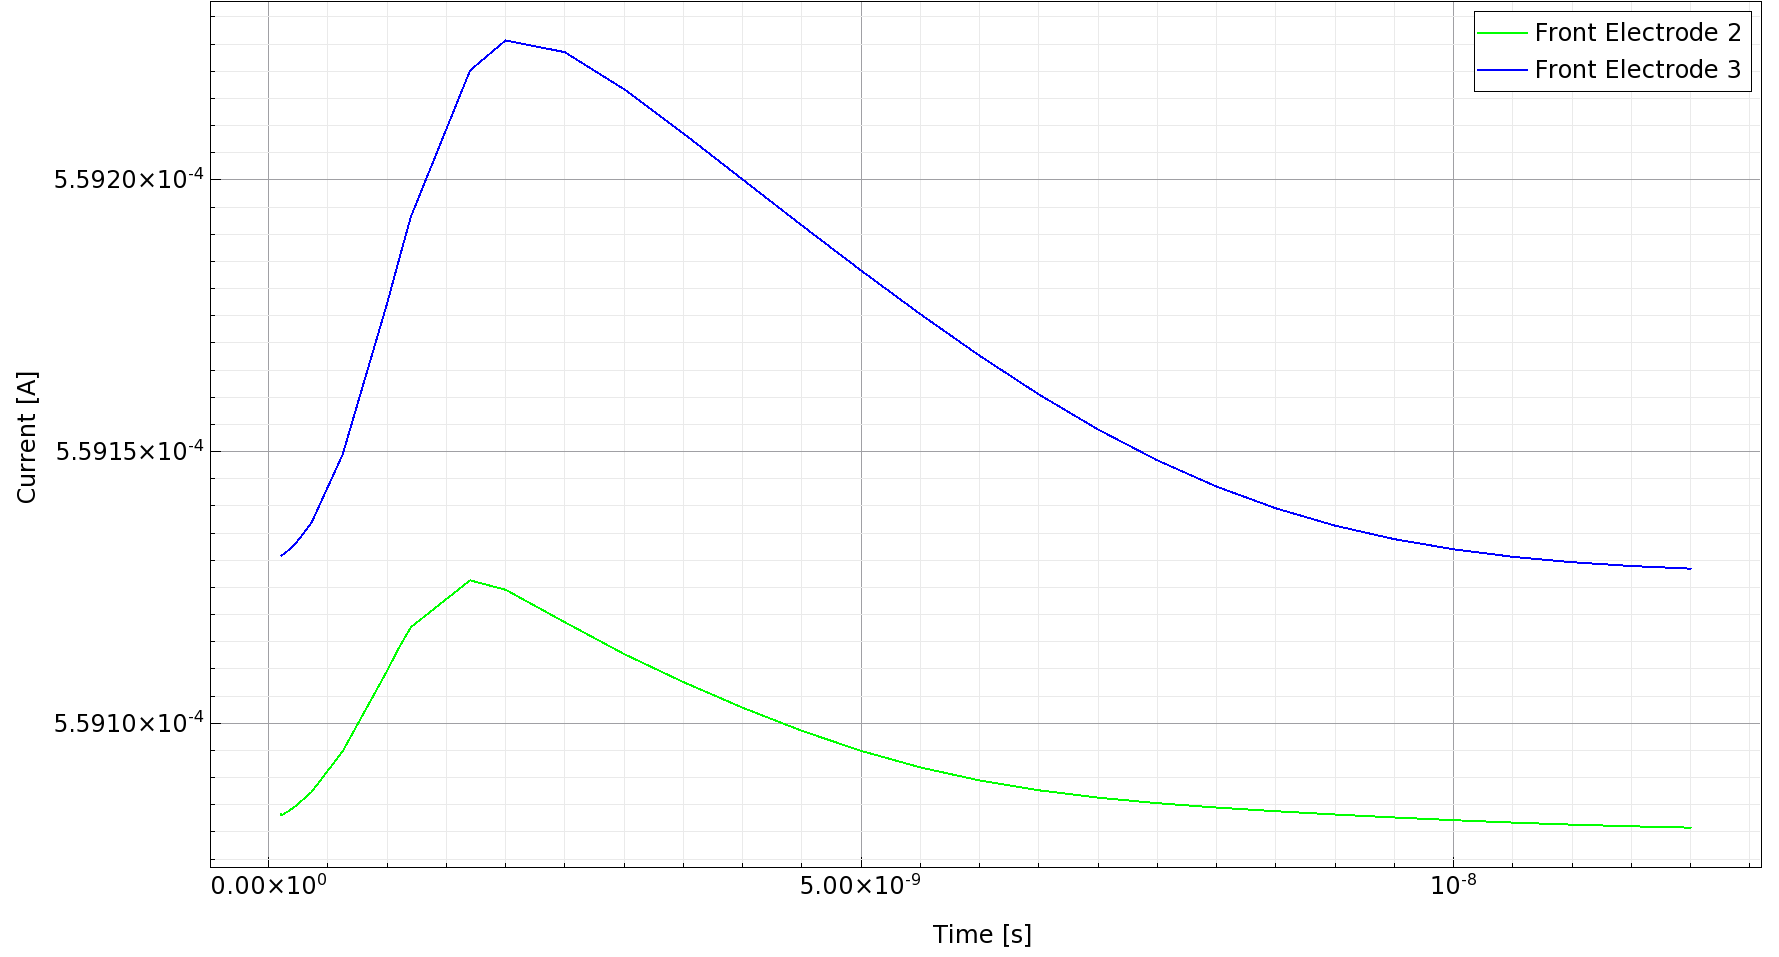 Front Electrode 2
Front Electrode 3
5.5920×10⁻⁴
5.5915×10⁻⁴
5.5910×10⁻⁴
Current [A]
0.00×10⁰ 5.00×10⁻⁹ 10⁻⁸
Time [s]